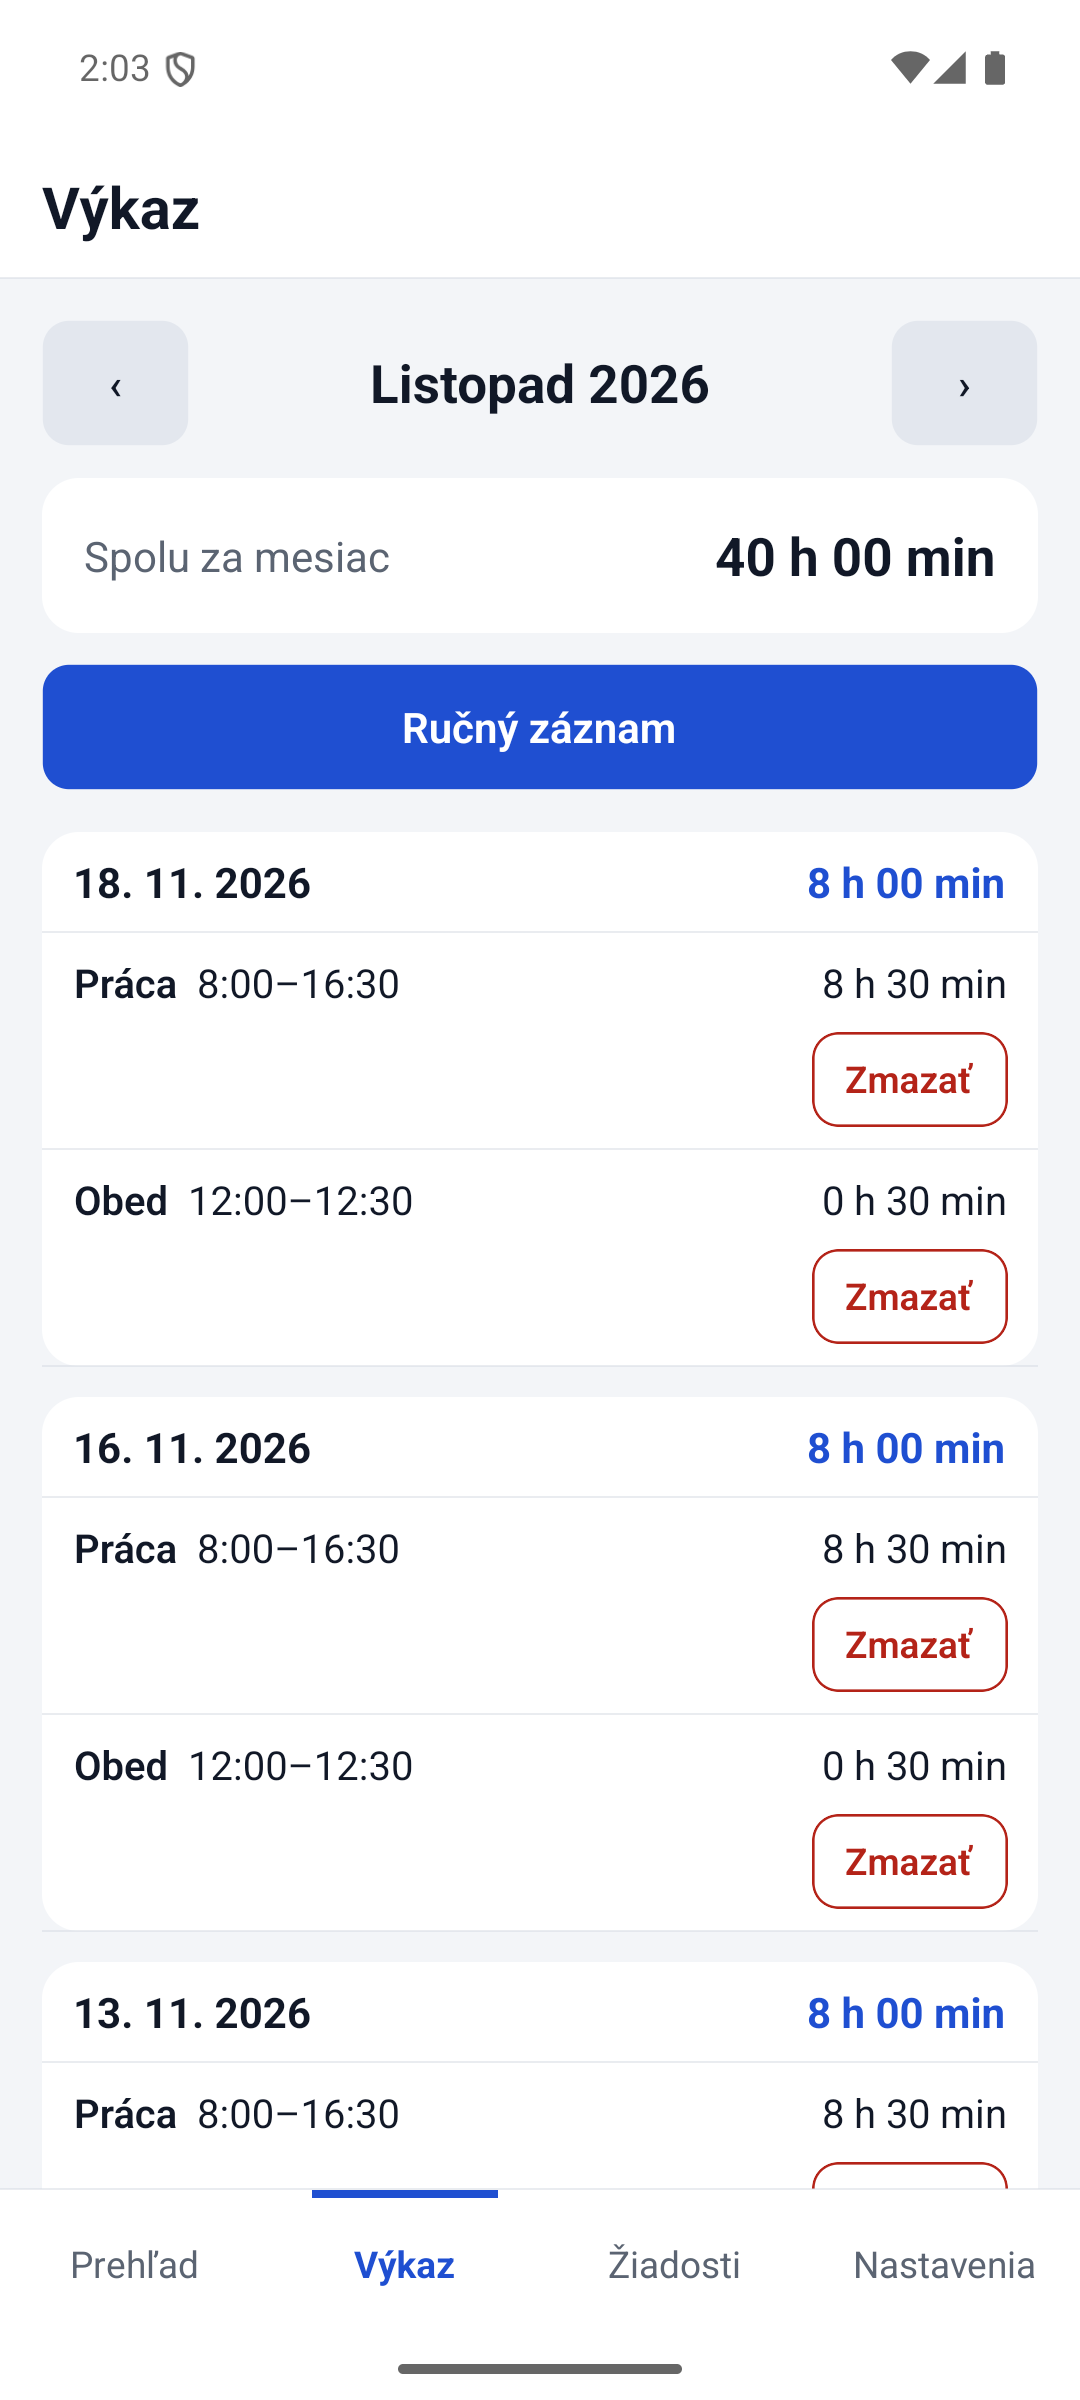 2:03
Výkaz
‹
Listopad 2026
›
Spolu za mesiac 40 h 00 min
Ručný záznam
18. 11. 2026 8 h 00 min
Práca 8:00–16:30 8 h 30 min
Zmazať
Obed 12:00–12:30 0 h 30 min
Zmazať
16. 11. 2026 8 h 00 min
Práca 8:00–16:30 8 h 30 min
Zmazať
Obed 12:00–12:30 0 h 30 min
Zmazať
13. 11. 2026 8 h 00 min
Práca 8:00–16:30 8 h 30 min
Prehľad Výkaz Žiadosti Nastavenia